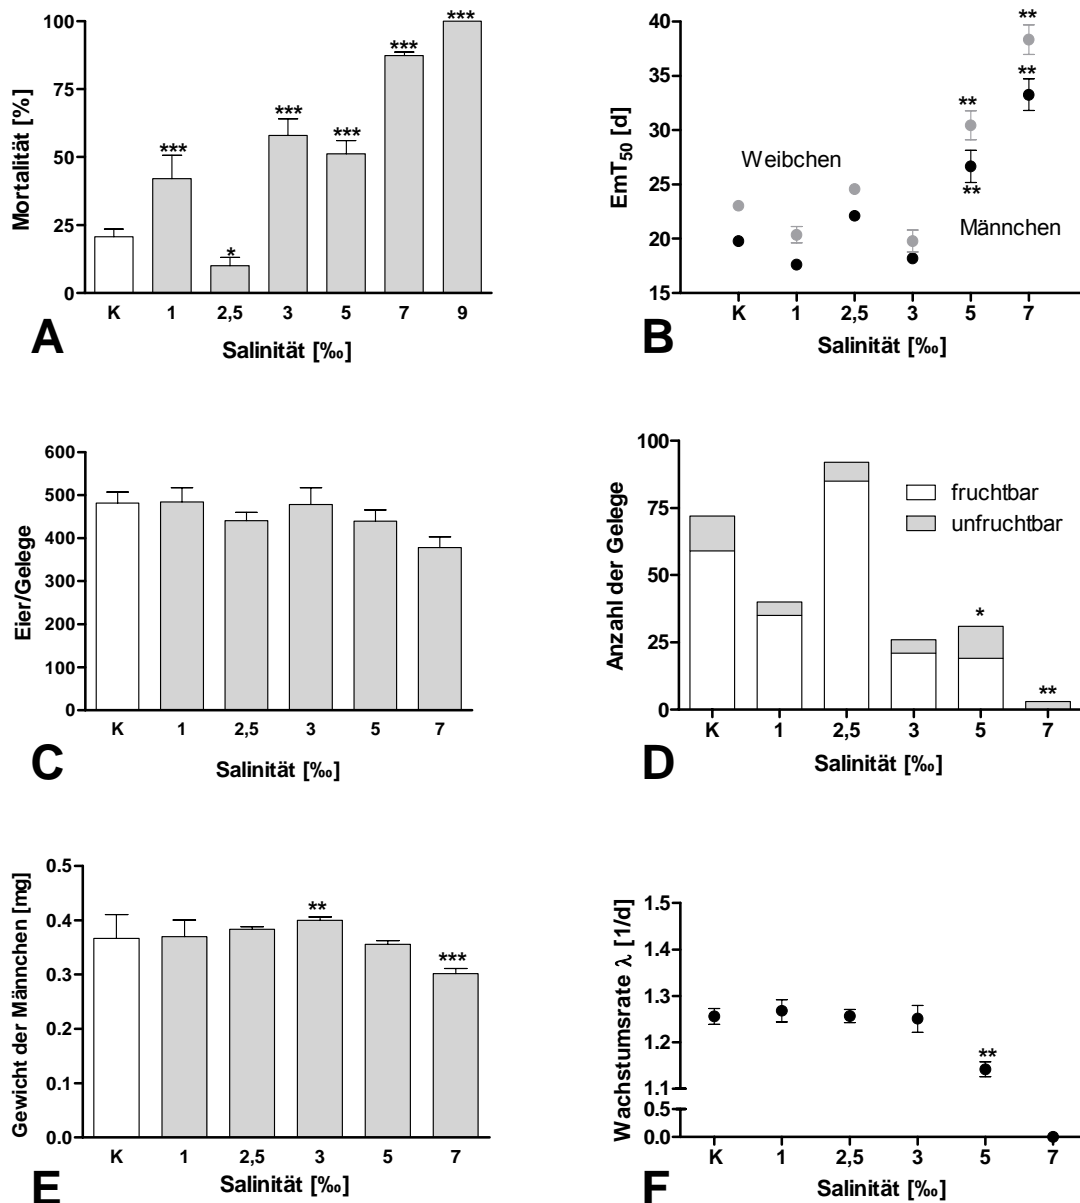 Mortalität [%]
100
75
50
25
0
***
*
***
***
***
***
K 1 2,5 3 5 7 9
Salinität [‰]
A
EmT50 [d]
40
35
30
25
20
15
Weibchen
Männchen
**
**
**
**
K 1 2,5 3 5 7
Salinität [‰]
B
Eier/Gelege
600
500
400
300
200
100
0
K 1 2,5 3 5 7
Salinität [‰]
C
Anzahl der Gelege
100
75
50
25
0
fruchtbar
unfruchtbar
*
**
K 1 2,5 3 5 7
Salinität [‰]
D
Gewicht der Männchen [mg]
0.5
0.4
0.3
0.2
0.1
0.0
**
***
K 1 2,5 3 5 7
Salinität [‰]
E
Wachstumsrate λ [1/d]
1.5
1.4
1.3
1.2
1.1
0.5
0.0
**
K 1 2,5 3 5 7
Salinität [‰]
F